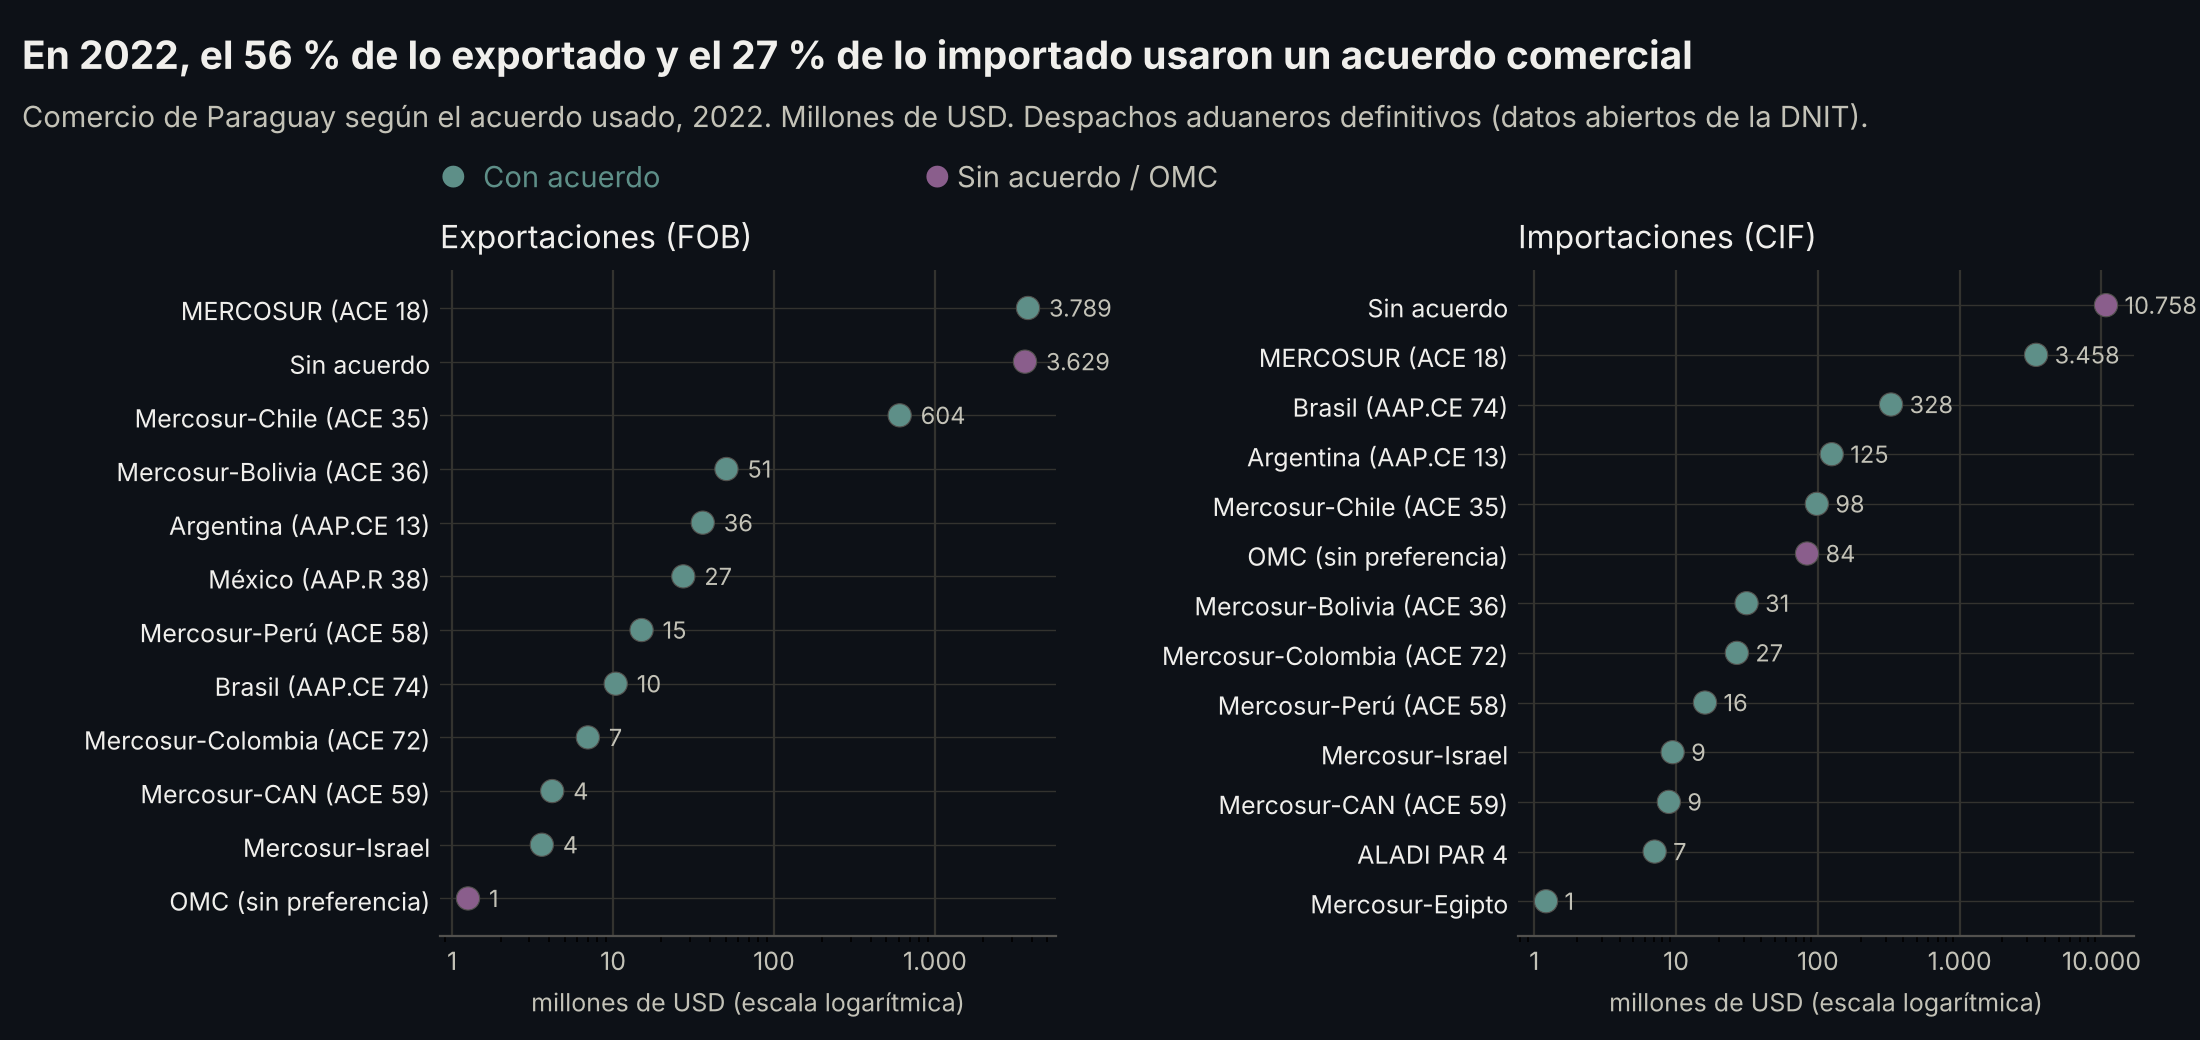 En 2022, el 56 % de lo exportado y el 27 % de lo importado usaron un acuerdo comercial
Comercio de Paraguay según el acuerdo usado, 2022. Millones de USD. Despachos aduaneros definitivos (datos abiertos de la DNIT).
Con acuerdo
Sin acuerdo / OMC
Exportaciones (FOB)
MERCOSUR (ACE 18) 3.789
Sin acuerdo 3.629
Mercosur-Chile (ACE 35) 604
Mercosur-Bolivia (ACE 36) 51
Argentina (AAP.CE 13) 36
México (AAP.R 38) 27
Mercosur-Perú (ACE 58) 15
Brasil (AAP.CE 74) 10
Mercosur-Colombia (ACE 72) 7
Mercosur-CAN (ACE 59) 4
Mercosur-Israel 4
OMC (sin preferencia) 1
1 10 100 1.000
millones de USD (escala logarítmica)
Importaciones (CIF)
Sin acuerdo 10.758
MERCOSUR (ACE 18) 3.458
Brasil (AAP.CE 74) 328
Argentina (AAP.CE 13) 125
Mercosur-Chile (ACE 35) 98
OMC (sin preferencia) 84
Mercosur-Bolivia (ACE 36) 31
Mercosur-Colombia (ACE 72) 27
Mercosur-Perú (ACE 58) 16
Mercosur-Israel 9
Mercosur-CAN (ACE 59) 9
ALADI PAR 4 7
Mercosur-Egipto 1
1 10 100 1.000 10.000
millones de USD (escala logarítmica)